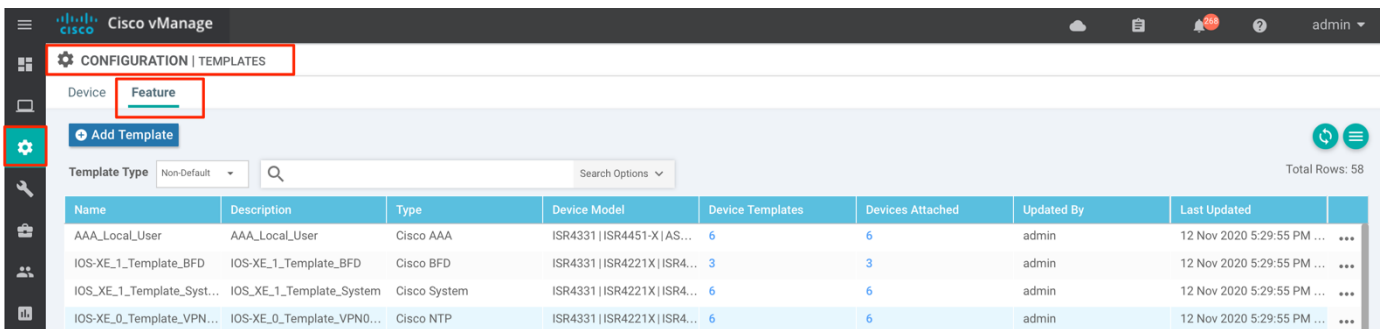 cisco Cisco vManage 268 admin
CONFIGURATION | TEMPLATES
Device Feature
Add Template
Template Type Non-Default Search Options Total Rows: 58
Name Description Type Device Model Device Templates Devices Attached Updated By Last Updated
AAA_Local_User AAA_Local_User Cisco AAA ISR4331|ISR4451-X|AS... 6 6 admin 12 Nov 2020 5:29:55 PM ... •••
IOS-XE_1_Template_BFD IOS-XE_1_Template_BFD Cisco BFD ISR4331|ISR4221X|ISR4... 3 3 admin 12 Nov 2020 5:29:55 PM ... •••
IOS_XE_1_Template_Syst... IOS_XE_1_Template_System Cisco System ISR4331|ISR4221X|ISR4... 6 6 admin 12 Nov 2020 5:29:55 PM ... •••
IOS-XE_0_Template_VPN... IOS-XE_0_Template_VPN0... Cisco NTP ISR4331|ISR4221X|ISR4... 6 6 admin 12 Nov 2020 5:29:55 PM ... •••